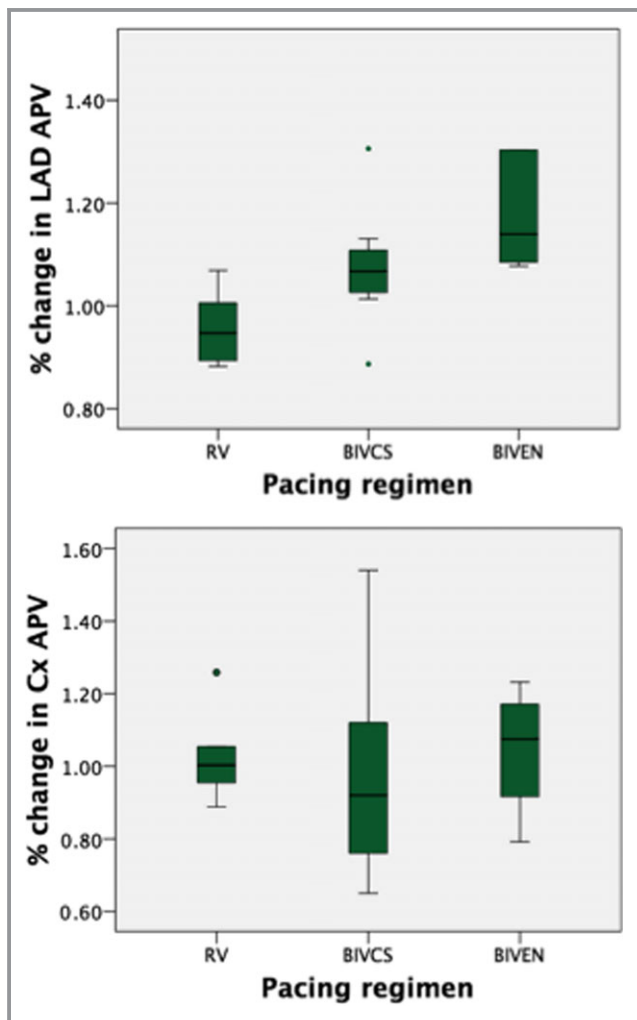 % change in LAD APV
1.40
1.20
1.00
0.80
RV BIVCS BIVEN
Pacing regimen
% change in Cx APV
1.60
1.40
1.20
1.00
0.80
0.60
RV BIVCS BIVEN
Pacing regimen